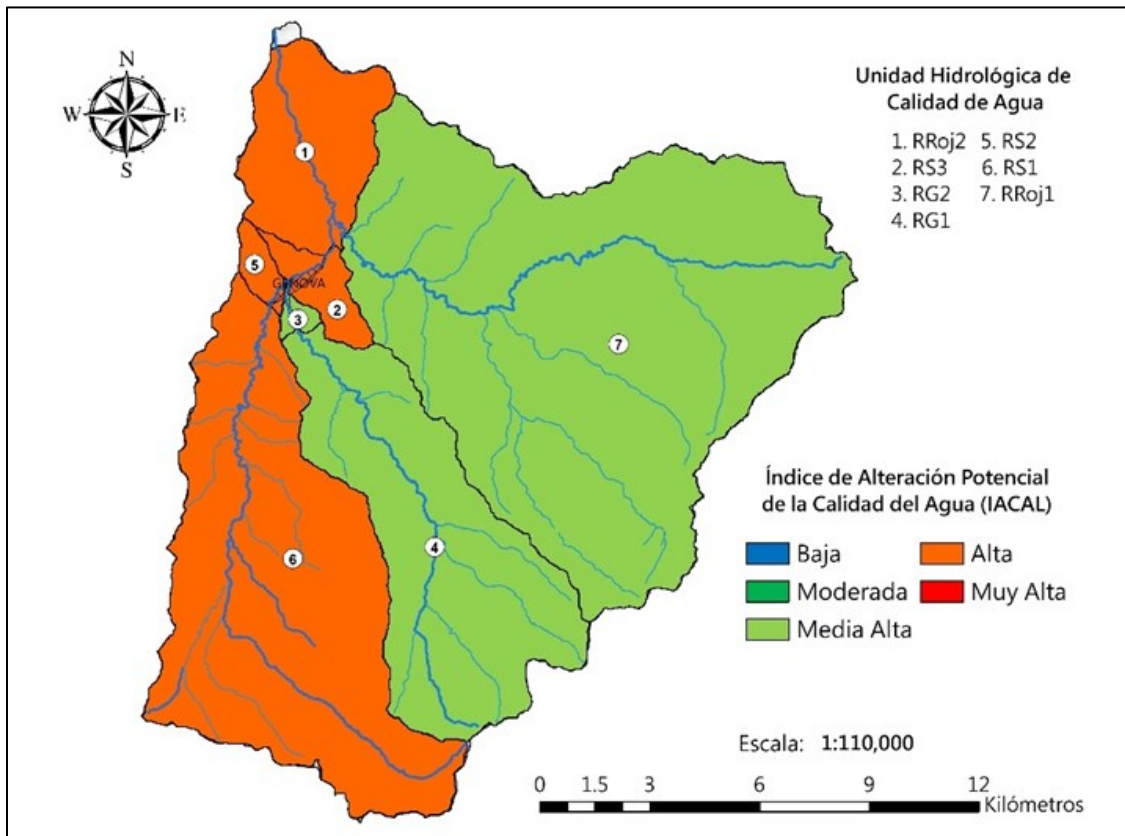 N
W E
S
Unidad Hidrológica de
Calidad de Agua
1. RRoj2 5. RS2
2. RS3 6. RS1
3. RG2 7. RRoj1
4. RG1
1
5
GENOVA
2
3
7
4
6
Índice de Alteración Potencial
de la Calidad del Agua (IACAL)
Baja Alta
Moderada Muy Alta
Media Alta
Escala: 1:110,000
0 1.5 3 6 9 12
Kilómetros